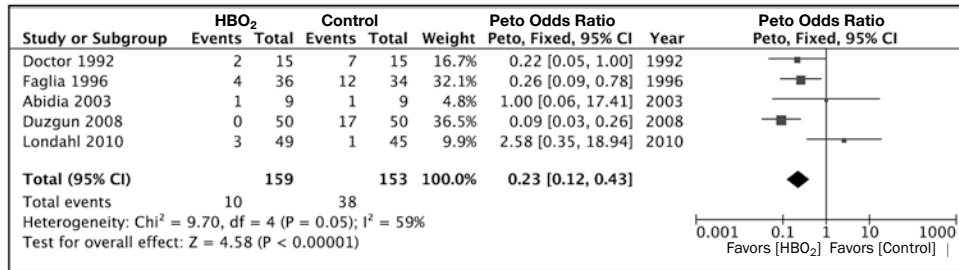 HBO₂ Control Peto Odds Ratio Peto Odds Ratio
Study or Subgroup Events Total Events Total Weight Peto, Fixed, 95% CI Year Peto, Fixed, 95% CI
Doctor 1992 2 15 7 15 16.7% 0.22 [0.05, 1.00] 1992
Faglia 1996 4 36 12 34 32.1% 0.26 [0.09, 0.78] 1996
Abidia 2003 1 9 1 9 4.8% 1.00 [0.06, 17.41] 2003
Duzgun 2008 0 50 17 50 36.5% 0.09 [0.03, 0.26] 2008
Londahl 2010 3 49 1 45 9.9% 2.58 [0.35, 18.94] 2010
Total (95% CI) 159 153 100.0% 0.23 [0.12, 0.43]
Total events 10 38
Heterogeneity: Chi² = 9.70, df = 4 (P = 0.05); I² = 59%
Test for overall effect: Z = 4.58 (P < 0.00001)
0.001 0.1 1 10 1000
Favors [HBO₂] Favors [Control]